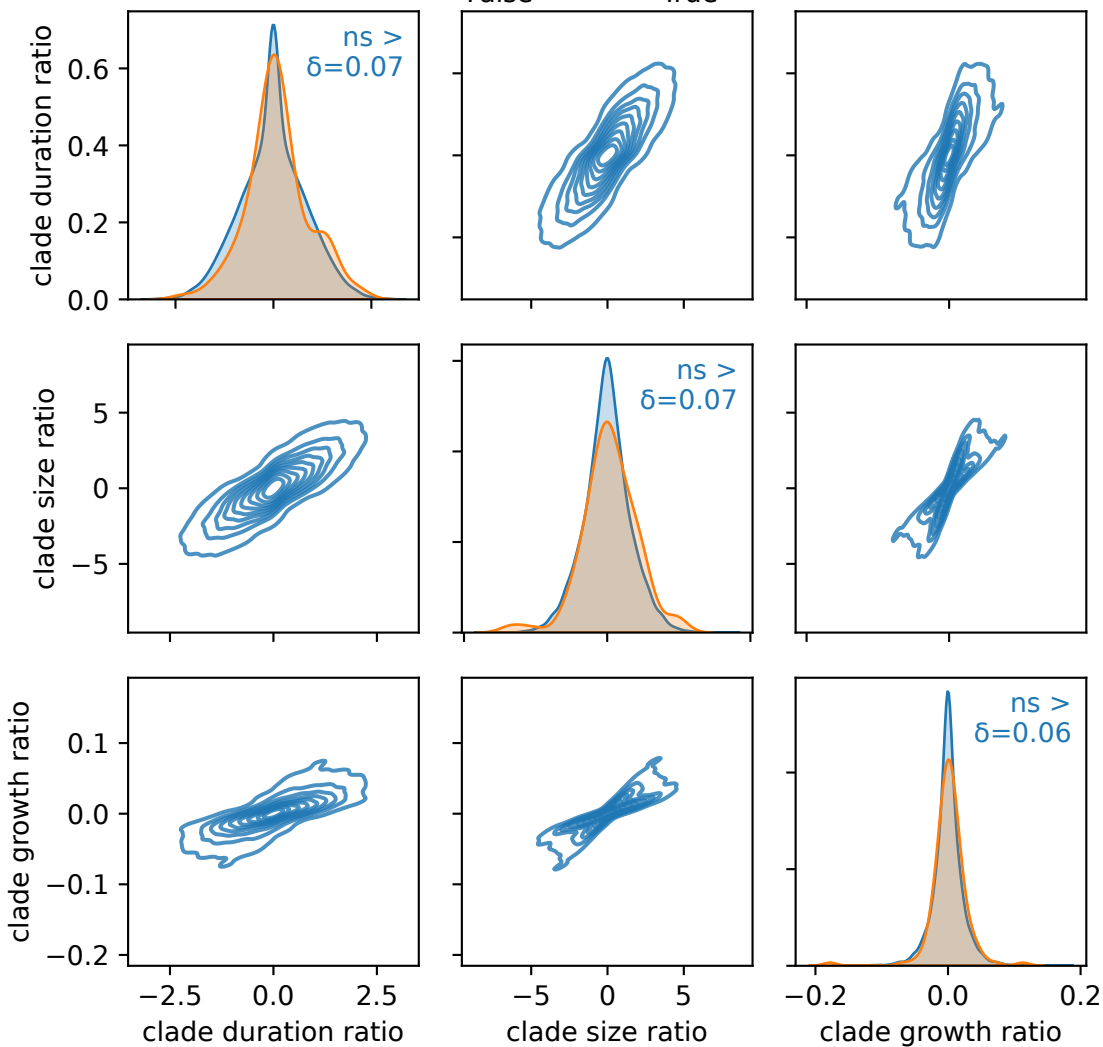 ns >
δ=0.07
clade duration ratio
0.6
0.4
0.2
0.0
ns >
δ=0.07
clade size ratio
5
0
−5
ns >
δ=0.06
clade growth ratio
0.1
0.0
−0.1
−0.2
−2.5 0.0 2.5
−5 0 5
−0.2 0.0 0.2
clade duration ratio
clade size ratio
clade growth ratio